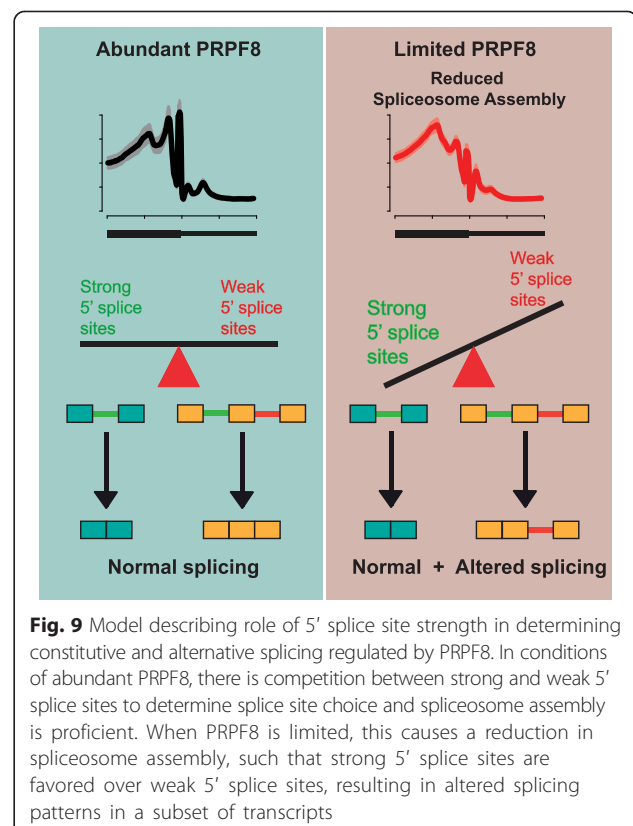 Abundant PRPF8
Limited PRPF8
Reduced
Spliceosome Assembly
Strong
5' splice
sites
Weak
5' splice
sites
Strong
5' splice
sites
Weak
5' splice
sites
Normal splicing
Normal + Altered splicing
Fig. 9 Model describing role of 5′ splice site strength in determining
constitutive and alternative splicing regulated by PRPF8. In conditions
of abundant PRPF8, there is competition between strong and weak 5′
splice sites to determine splice site choice and spliceosome assembly
is proficient. When PRPF8 is limited, this causes a reduction in
spliceosome assembly, such that strong 5′ splice sites are
favored over weak 5′ splice sites, resulting in altered splicing
patterns in a subset of transcripts